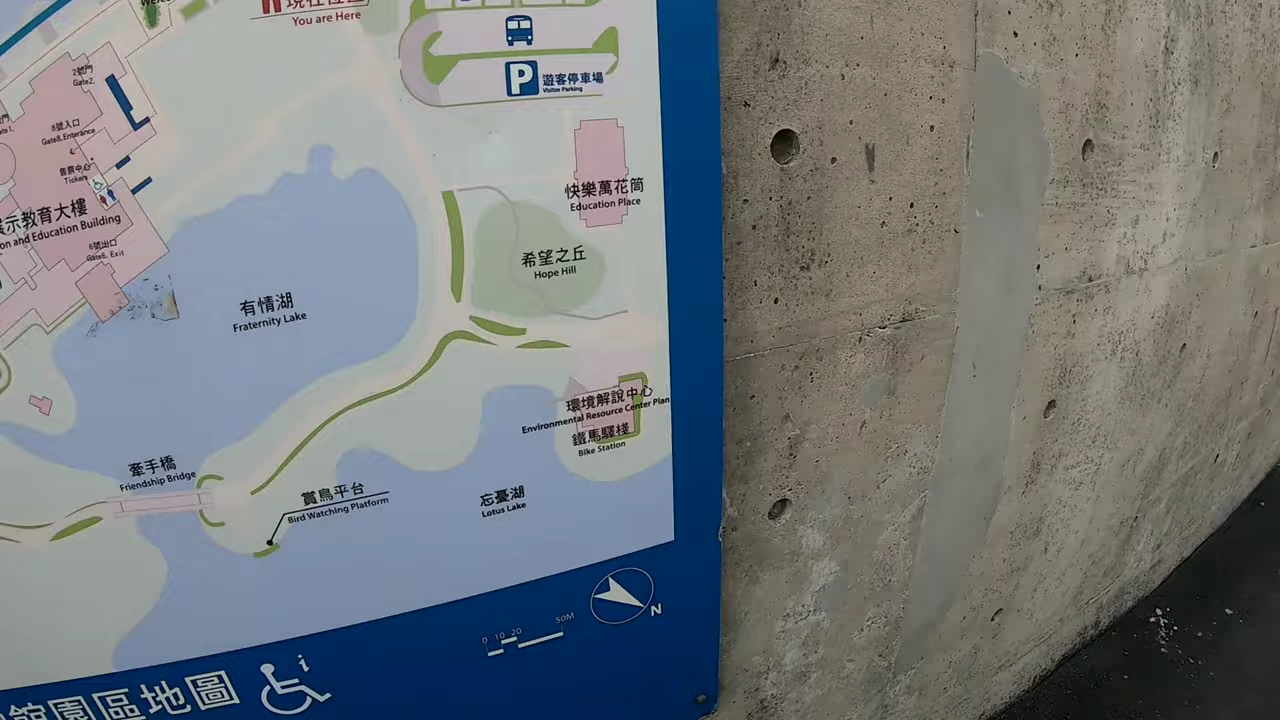 現在位置
You are Here
P
遊客停車場
Visitor Parking
2號門
Gate2.
8號入口
Gate8. Enterance
售票中心
Tickets
快樂萬花筒
Education Place
示教育大樓
on and Education Building
6號出口
Gate6. Exit
希望之丘
Hope Hill
有情湖
Fraternity Lake
環境解說中心
Environmental Resource Center Plan
鐵馬驛棧
Bike Station
牽手橋
Friendship Bridge
賞鳥平台
Bird Watching Platform
忘憂湖
Lotus Lake
0 10 20 50M
N
館園區地圖
i